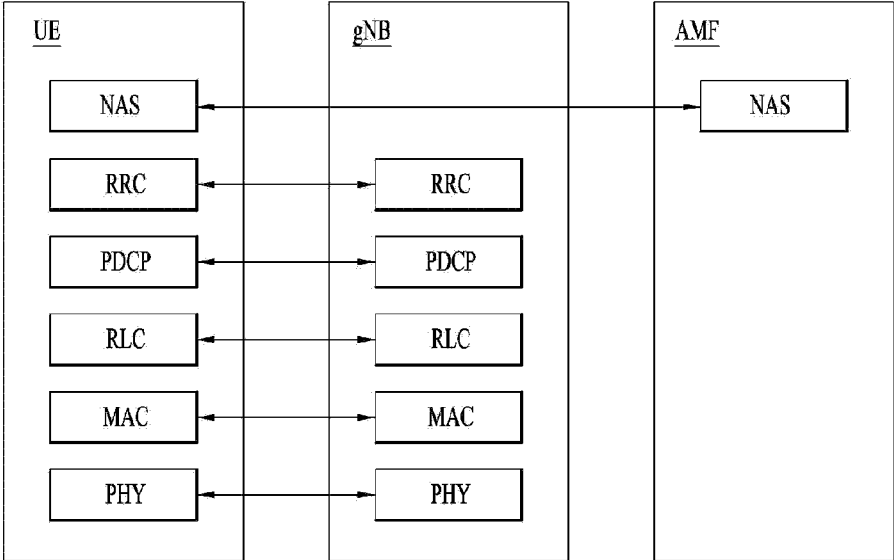 UE gNB AMF
NAS NAS
RRC RRC
PDCP PDCP
RLC RLC
MAC MAC
PHY PHY